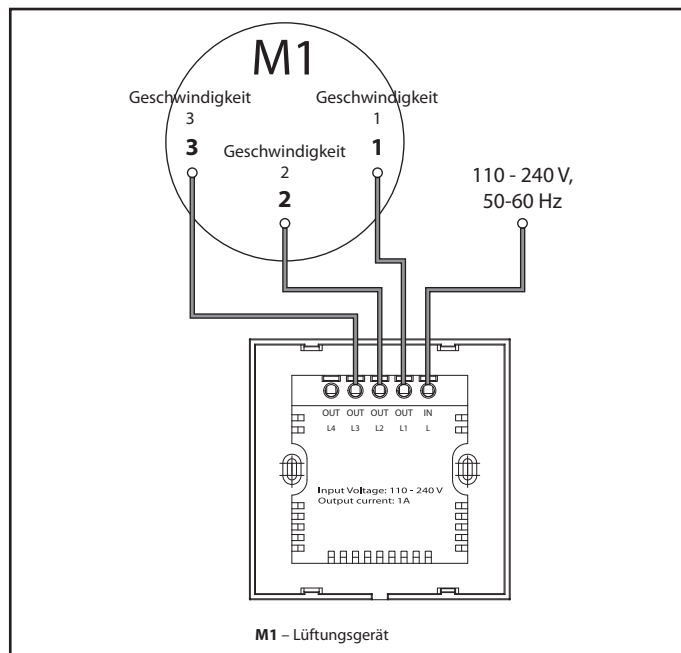 M1
Geschwindigkeit
3
3
Geschwindigkeit
2
2
Geschwindigkeit
1
1
110 - 240 V,
50-60 Hz
OUT OUT OUT OUT IN
L4 L3 L2 L1 L
Input Voltage: 110 - 240 V
Output current: 1A
M1 – Lüftungsgerät